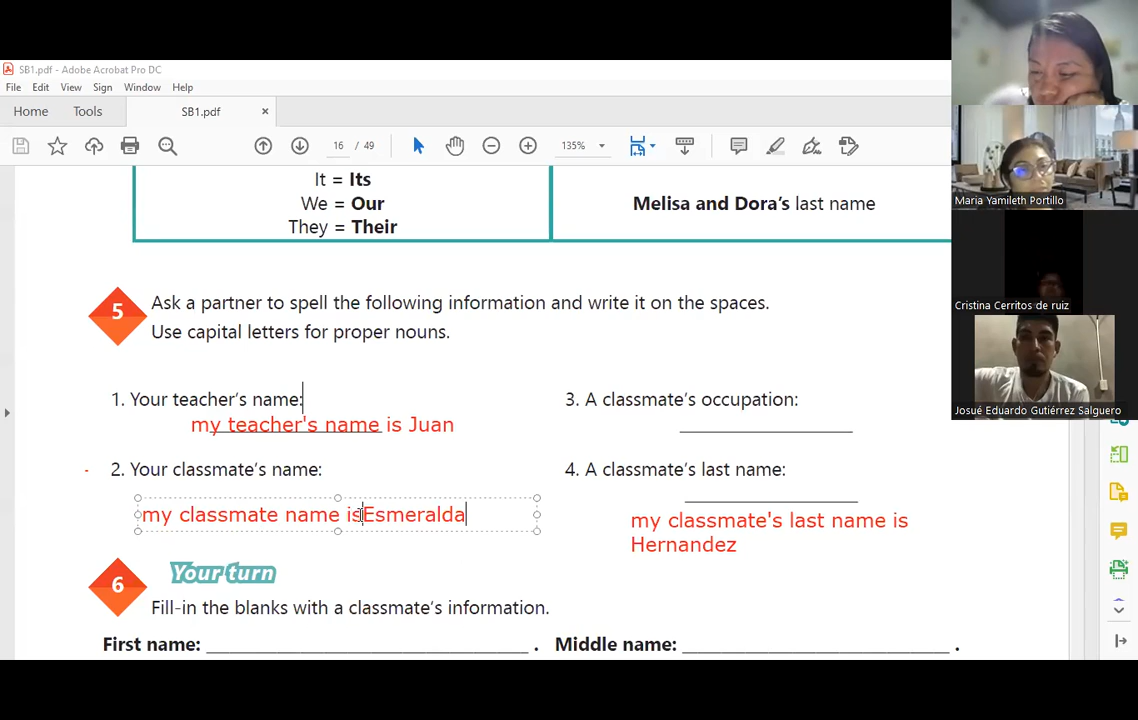 SB1.pdf - Adobe Acrobat Pro DC
File Edit View Sign Window Help
Home Tools SB1.pdf ×
16 / 49 135%
It = Its
We = Our
They = Their
Melisa and Dora's last name
5
Ask a partner to spell the following information and write it on the spaces.
Use capital letters for proper nouns.
1. Your teacher's name:
my teacher's name is Juan
2. Your classmate's name:
my classmate name isEsmeralda
3. A classmate's occupation:
4. A classmate's last name:
my classmate's last name is
Hernandez
6
Your turn
Fill-in the blanks with a classmate's information.
First name: ______________________________ .
Middle name: ______________________________ .
Maria Yamileth Portillo
Cristina Cerritos de ruiz
Josué Eduardo Gutiérrez Salguero